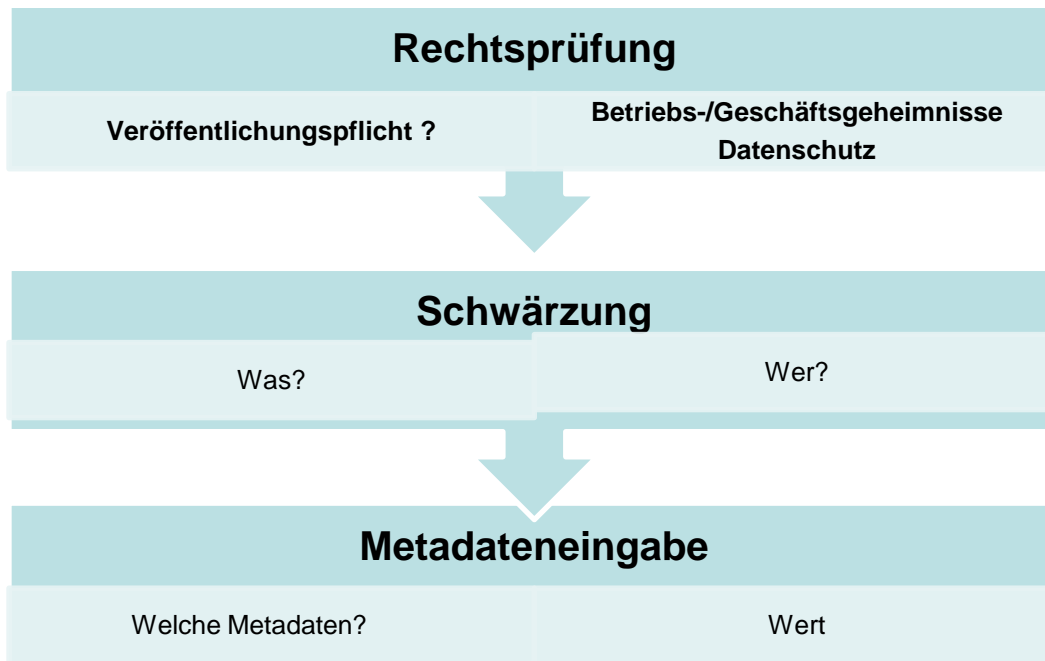 Rechtsprüfung
Veröffentlichungspflicht ?
Betriebs-/Geschäftsgeheimnisse
Datenschutz
Schwärzung
Was?
Wer?
Metadateneingabe
Welche Metadaten?
Wert